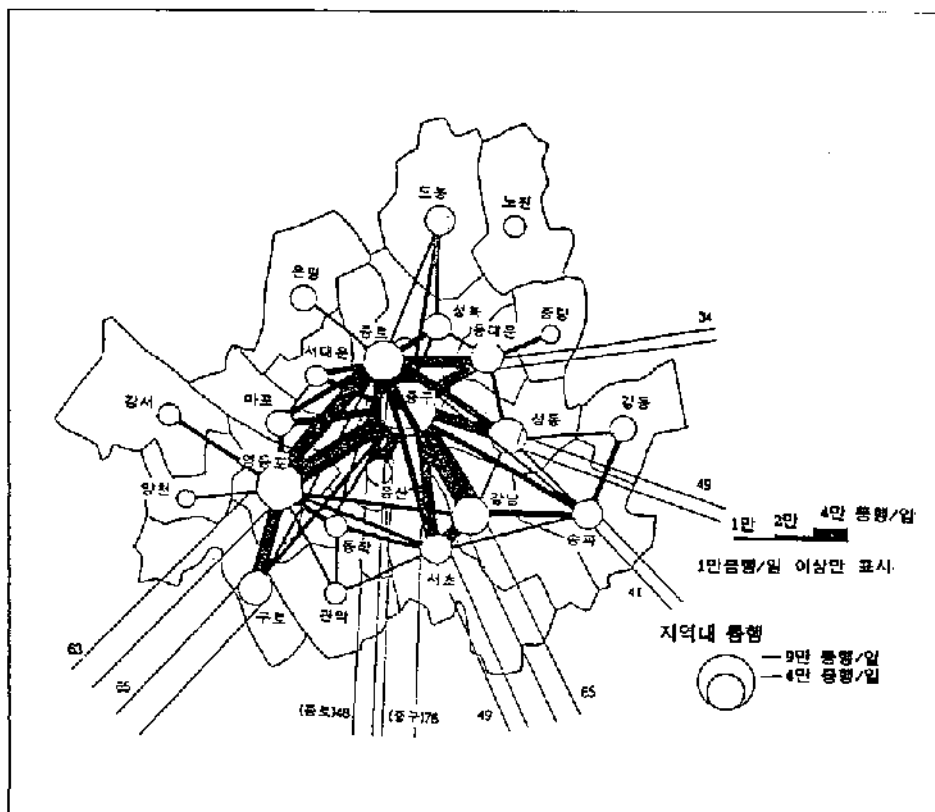 도봉
노원
은평
성북
중랑
종로
동대문
34
서대문
중구
강서
마포
성동
강동
영등포
양천
용산
강남
49
1만 2만 4만 통행/일
동작
송파
서초
1만통행/일 이상만 표시
41
구로
관악
지역내 통행
63
9만 통행/일
4만 통행/일
65
(종로)48
(중구)76
49
65